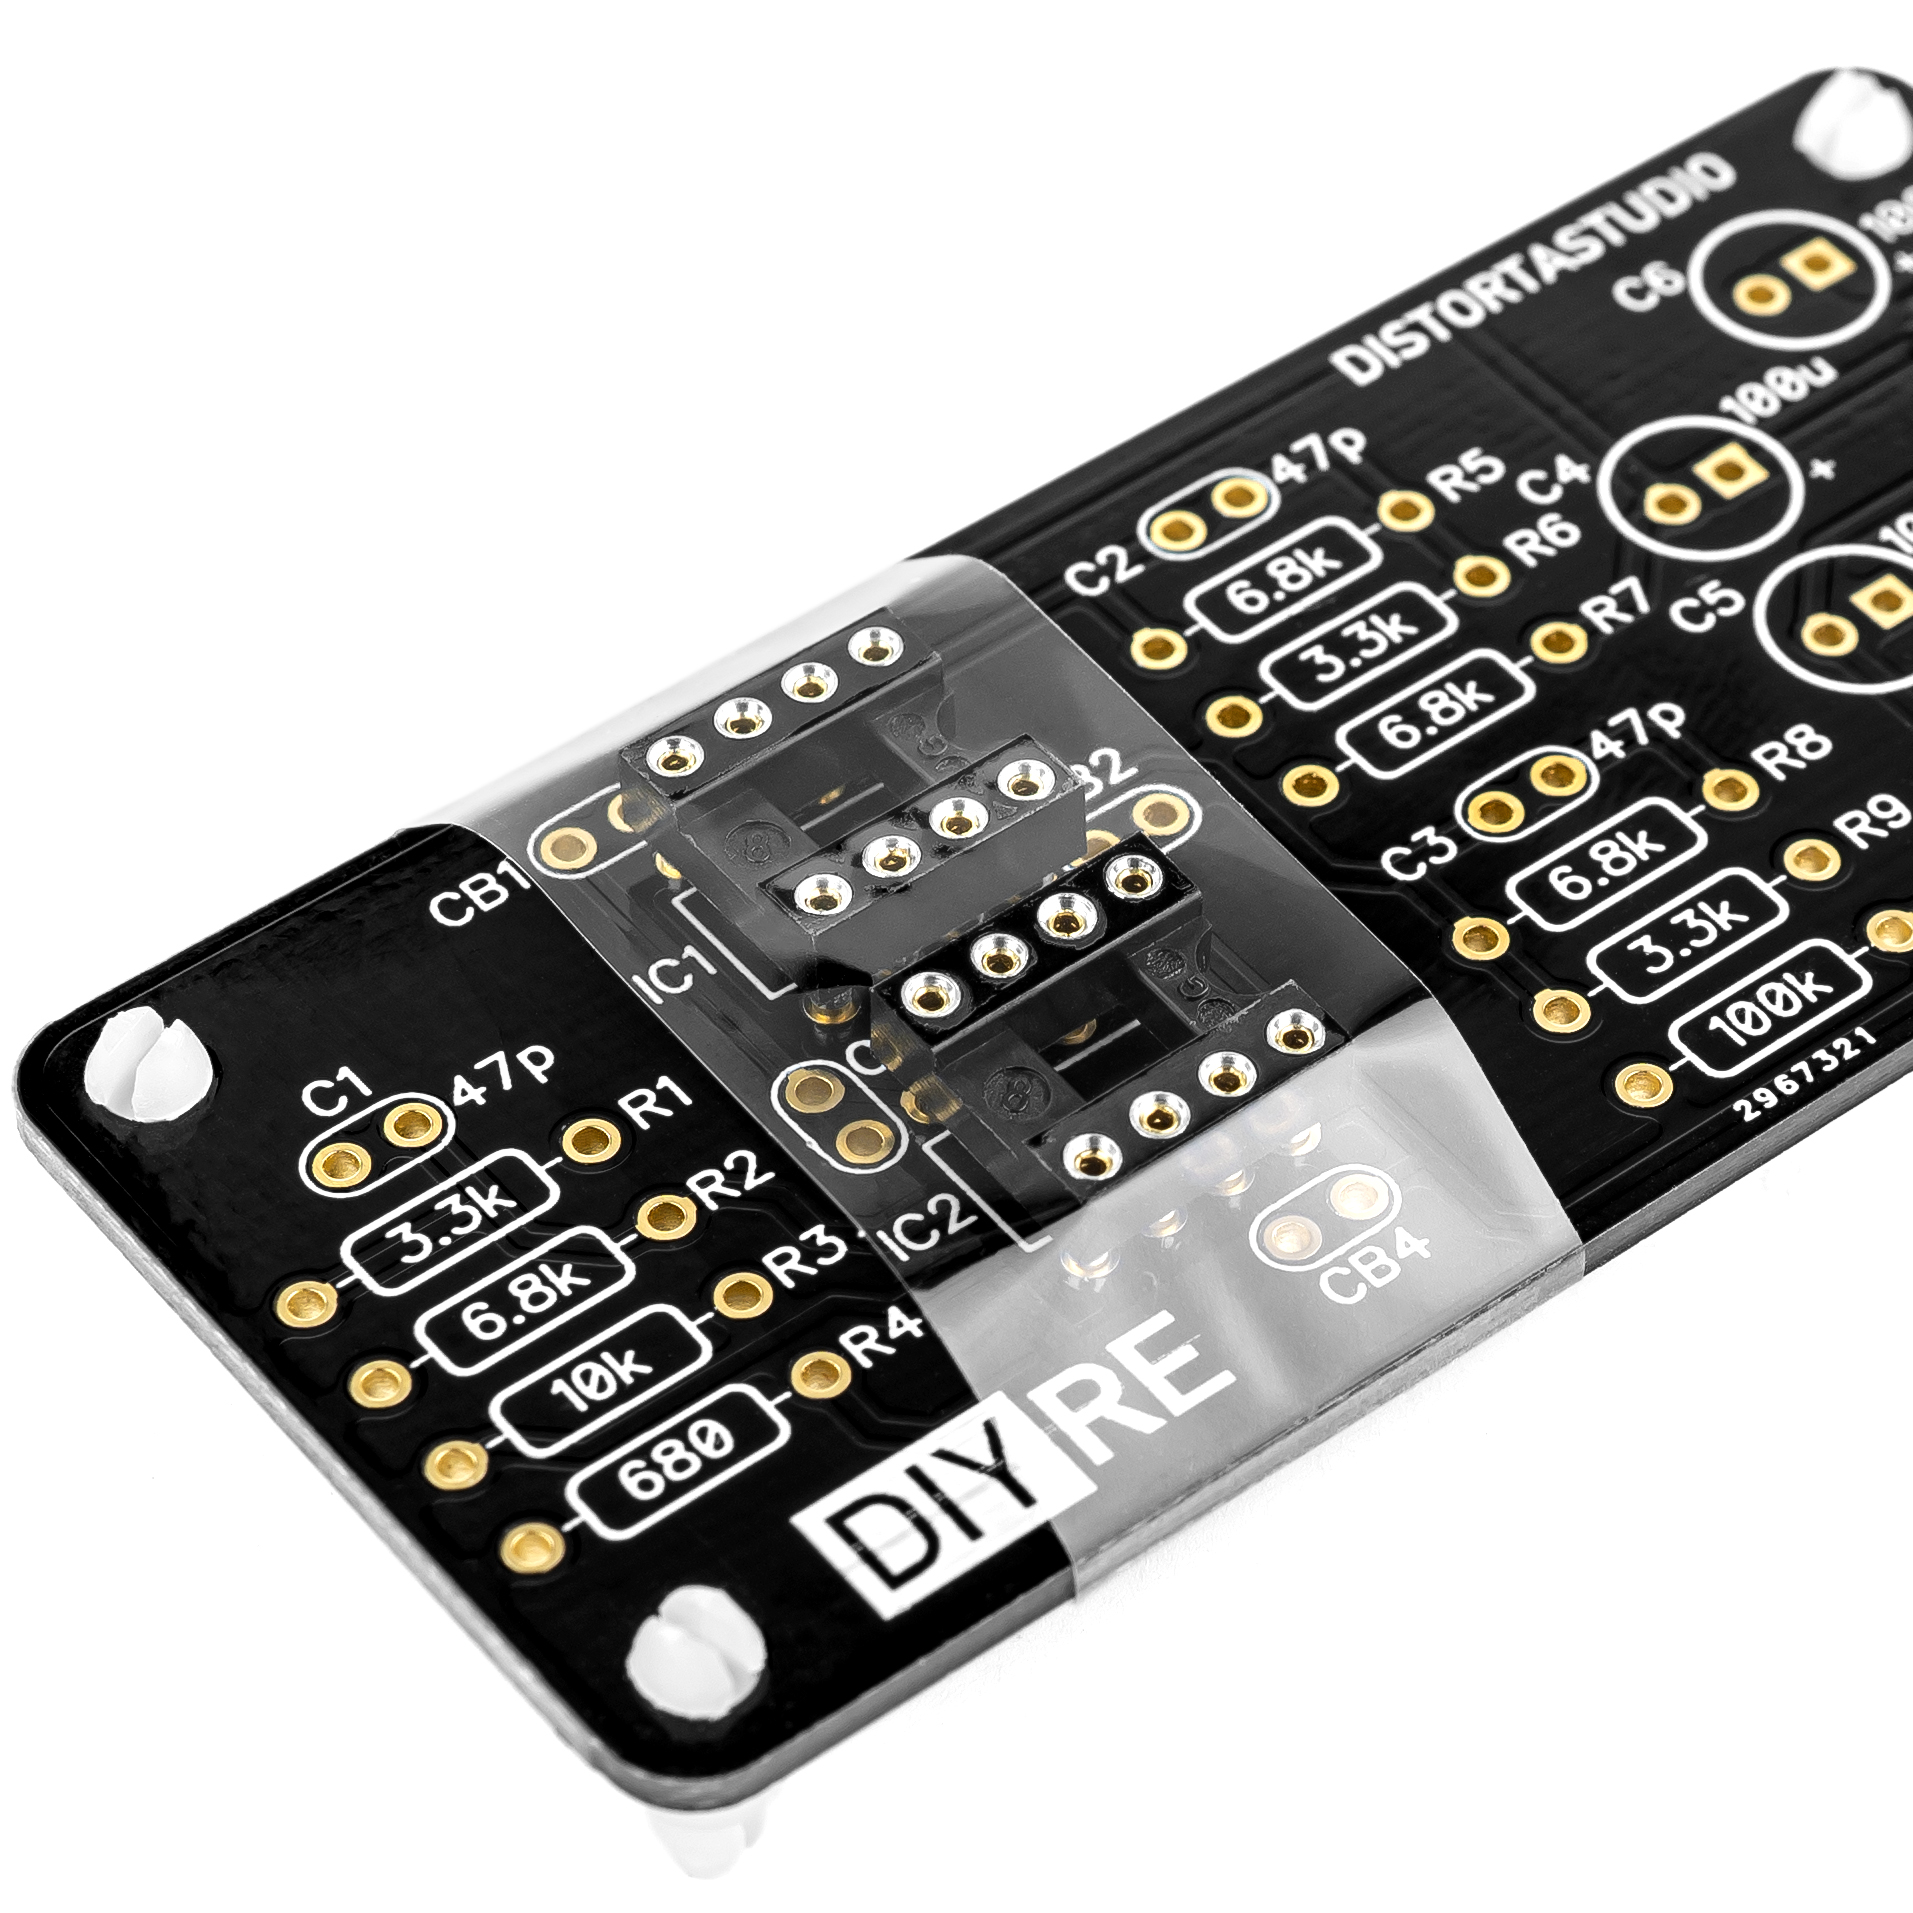 DISTORTASTUDIO
C6
100u
C4
+
C5
C2
47p
R5
6.8k
R6
3.3k
R7
6.8k
C3
47p
R8
6.8k
R9
3.3k
100k
2967321
CB1
IC1
IC2
CB4
C1
47p
R1
3.3k
R2
6.8k
R3
10k
R4
680
DIYRE